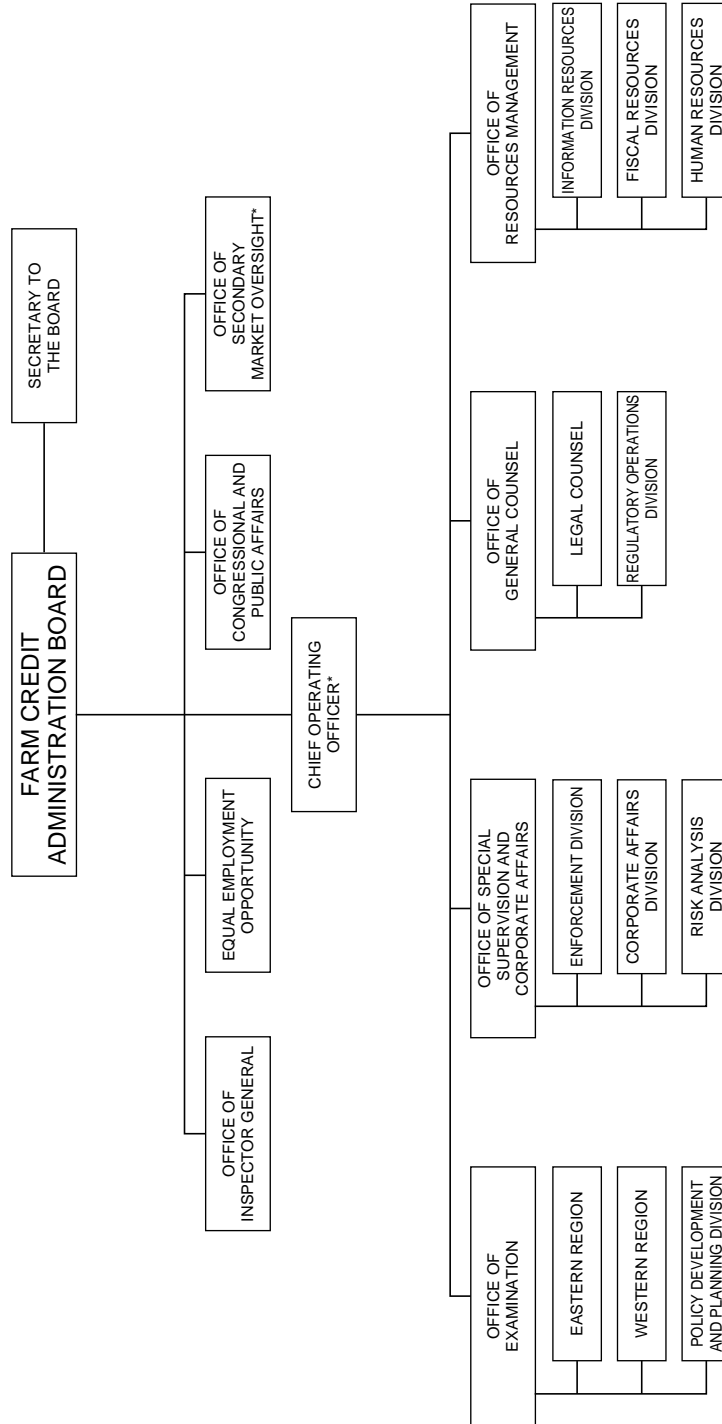 FARM CREDIT
ADMINISTRATION BOARD
SECRETARY TO
THE BOARD
OFFICE OF
INSPECTOR GENERAL
EQUAL EMPLOYMENT
OPPORTUNITY
OFFICE OF
CONGRESSIONAL AND
PUBLIC AFFAIRS
OFFICE OF
SECONDARY
MARKET OVERSIGHT*
CHIEF OPERATING
OFFICER*
OFFICE OF
EXAMINATION
EASTERN REGION
WESTERN REGION
POLICY DEVELOPMENT
AND PLANNING DIVISION
OFFICE OF SPECIAL
SUPERVISION AND
CORPORATE AFFAIRS
ENFORCEMENT DIVISION
CORPORATE AFFAIRS
DIVISION
RISK ANALYSIS
DIVISION
OFFICE OF
GENERAL COUNSEL
LEGAL COUNSEL
REGULATORY OPERATIONS
DIVISION
OFFICE OF
RESOURCES MANAGEMENT
INFORMATION RESOURCES
DIVISION
FISCAL RESOURCES
DIVISION
HUMAN RESOURCES
DIVISION